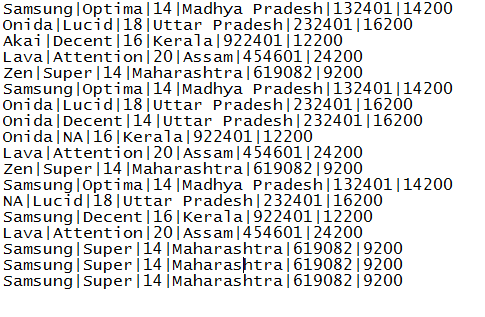 Samsung|Optima|14|Madhya Pradesh|132401|14200
Onida|Lucid|18|Uttar Pradesh|232401|16200
Akai|Decent|16|Kerala|922401|12200
Lava|Attention|20|Assam|454601|24200
Zen|Super|14|Maharashtra|619082|9200
Samsung|Optima|14|Madhya Pradesh|132401|14200
Onida|Lucid|18|Uttar Pradesh|232401|16200
Onida|Decent|14|Uttar Pradesh|232401|16200
Onida|NA|16|Kerala|922401|12200
Lava|Attention|20|Assam|454601|24200
Zen|Super|14|Maharashtra|619082|9200
Samsung|Optima|14|Madhya Pradesh|132401|14200
NA|Lucid|18|Uttar Pradesh|232401|16200
Samsung|Decent|16|Kerala|922401|12200
Lava|Attention|20|Assam|454601|24200
Samsung|Super|14|Maharashtra|619082|9200
Samsung|Super|14|Maharashtra|619082|9200
Samsung|Super|14|Maharashtra|619082|9200